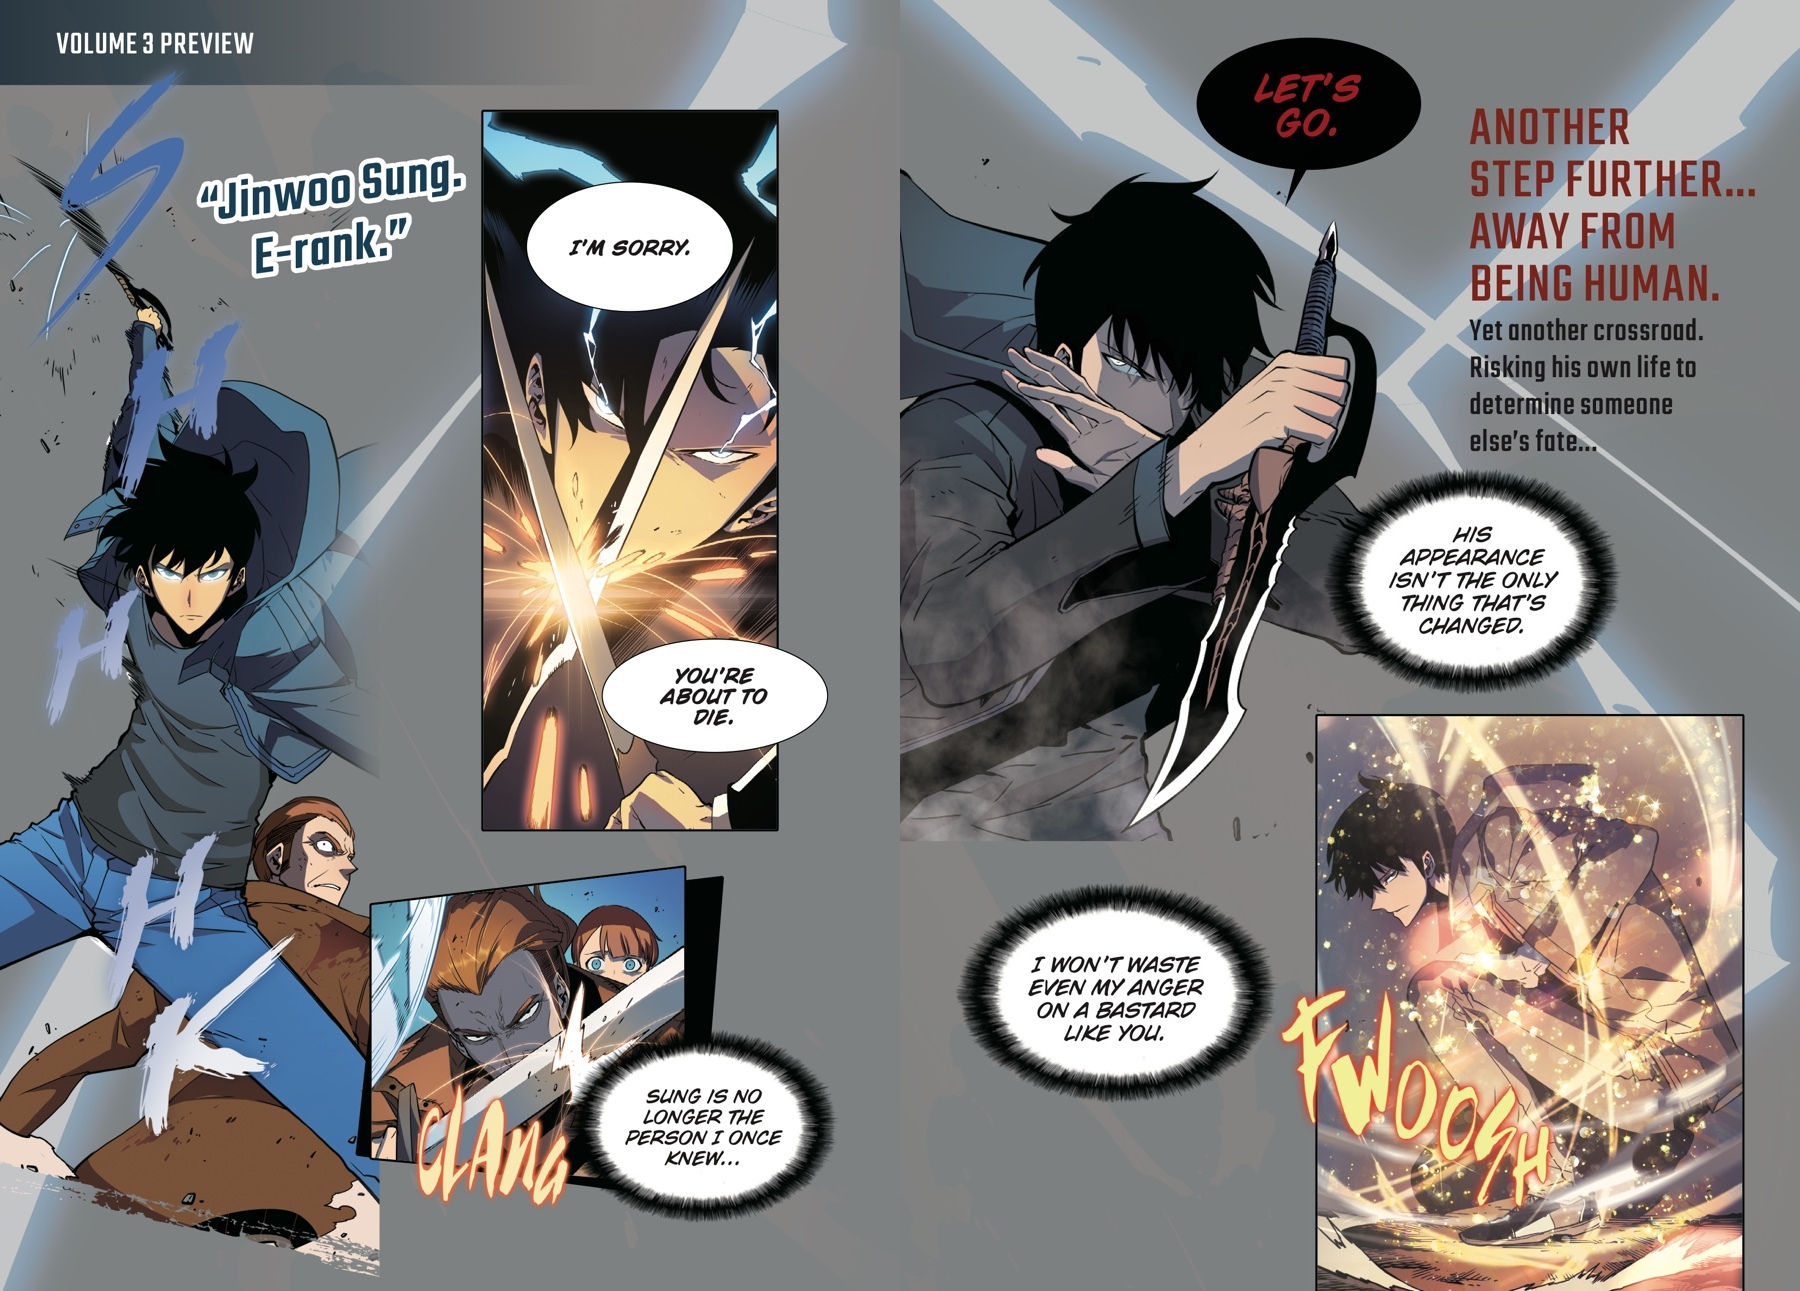 VOLUME 3 PREVIEW
SHHHK
"Jinwoo Sung.
E-rank."
I'M SORRY.
YOU'RE
ABOUT TO
DIE.
CLANG
SUNG IS NO
LONGER THE
PERSON I ONCE
KNEW...
LET'S
GO.
ANOTHER
STEP FURTHER...
AWAY FROM
BEING HUMAN.
Yet another crossroad.
Risking his own life to
determine someone
else's fate...
HIS
APPEARANCE
ISN'T THE ONLY
THING THAT'S
CHANGED.
I WON'T WASTE
EVEN MY ANGER
ON A BASTARD
LIKE YOU.
FWOOSH